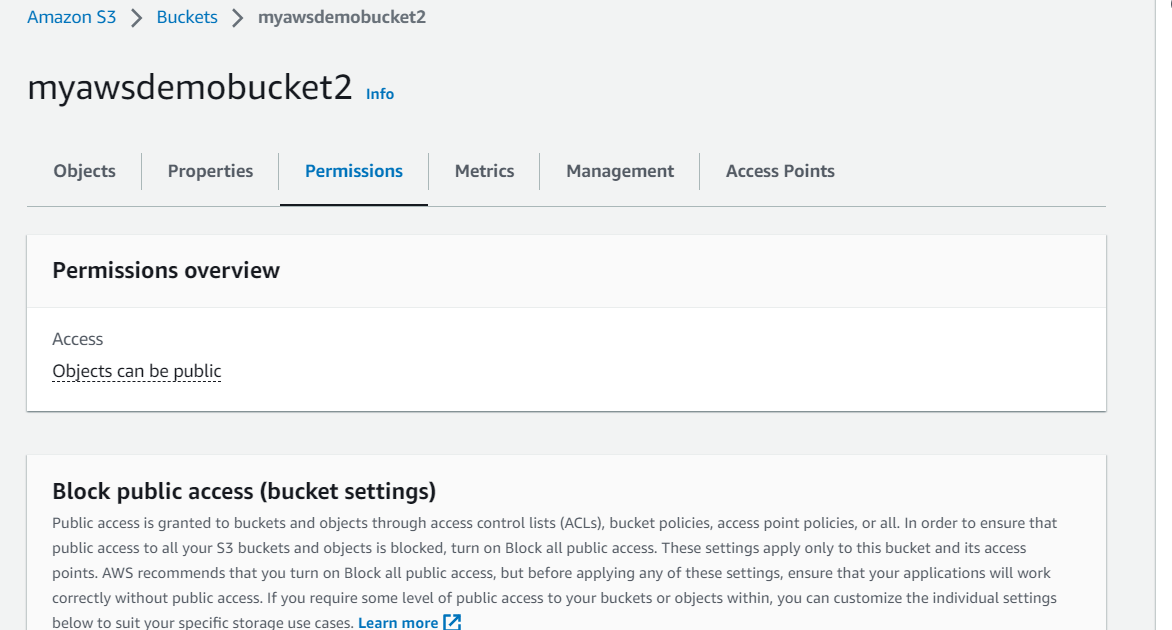 Amazon S3 > Buckets > myawsdemobucket2
myawsdemobucket2 Info
Objects Properties Permissions Metrics Management Access Points
Permissions overview
Access
Objects can be public
Block public access (bucket settings)
Public access is granted to buckets and objects through access control lists (ACLs), bucket policies, access point policies, or all. In order to ensure that
public access to all your S3 buckets and objects is blocked, turn on Block all public access. These settings apply only to this bucket and its access
points. AWS recommends that you turn on Block all public access, but before applying any of these settings, ensure that your applications will work
correctly without public access. If you require some level of public access to your buckets or objects within, you can customize the individual settings
below to suit your specific storage use cases. Learn more